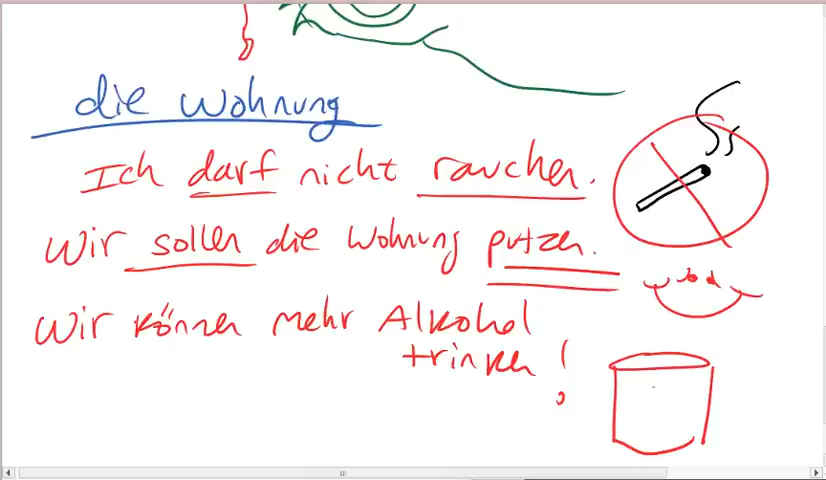 die Wohnung
Ich darf nicht rauchen.
Wir sollen die Wohnung putzen.
Wir können mehr Alkohol
trinken!